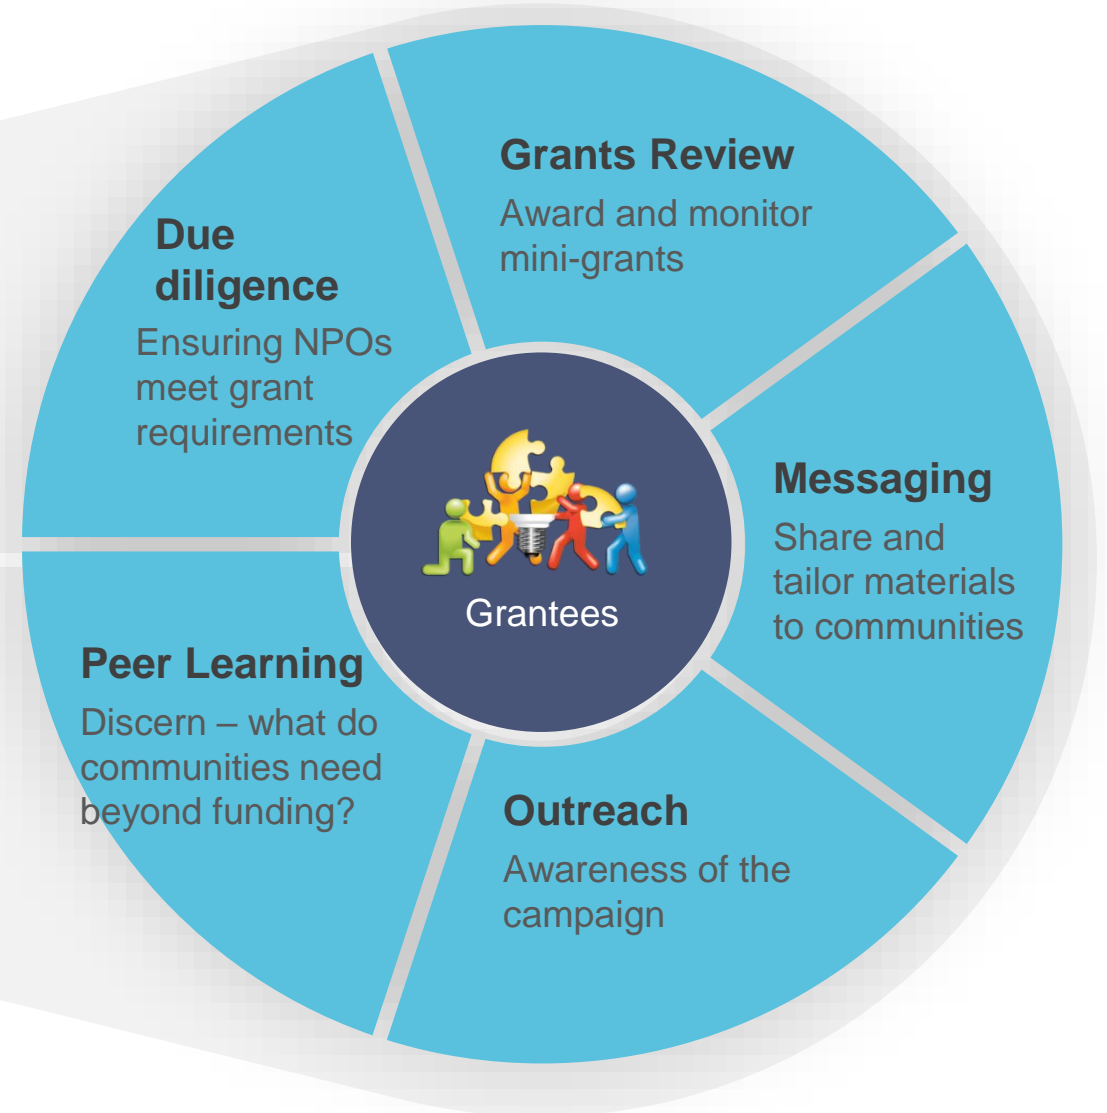 Grants Review
Award and monitor
mini-grants
Due
diligence
Ensuring NPOs
meet grant
requirements
Messaging
Share and
tailor materials
to communities
Grantees
Peer Learning
Discern – what do
communities need
beyond funding?
Outreach
Awareness of the
campaign